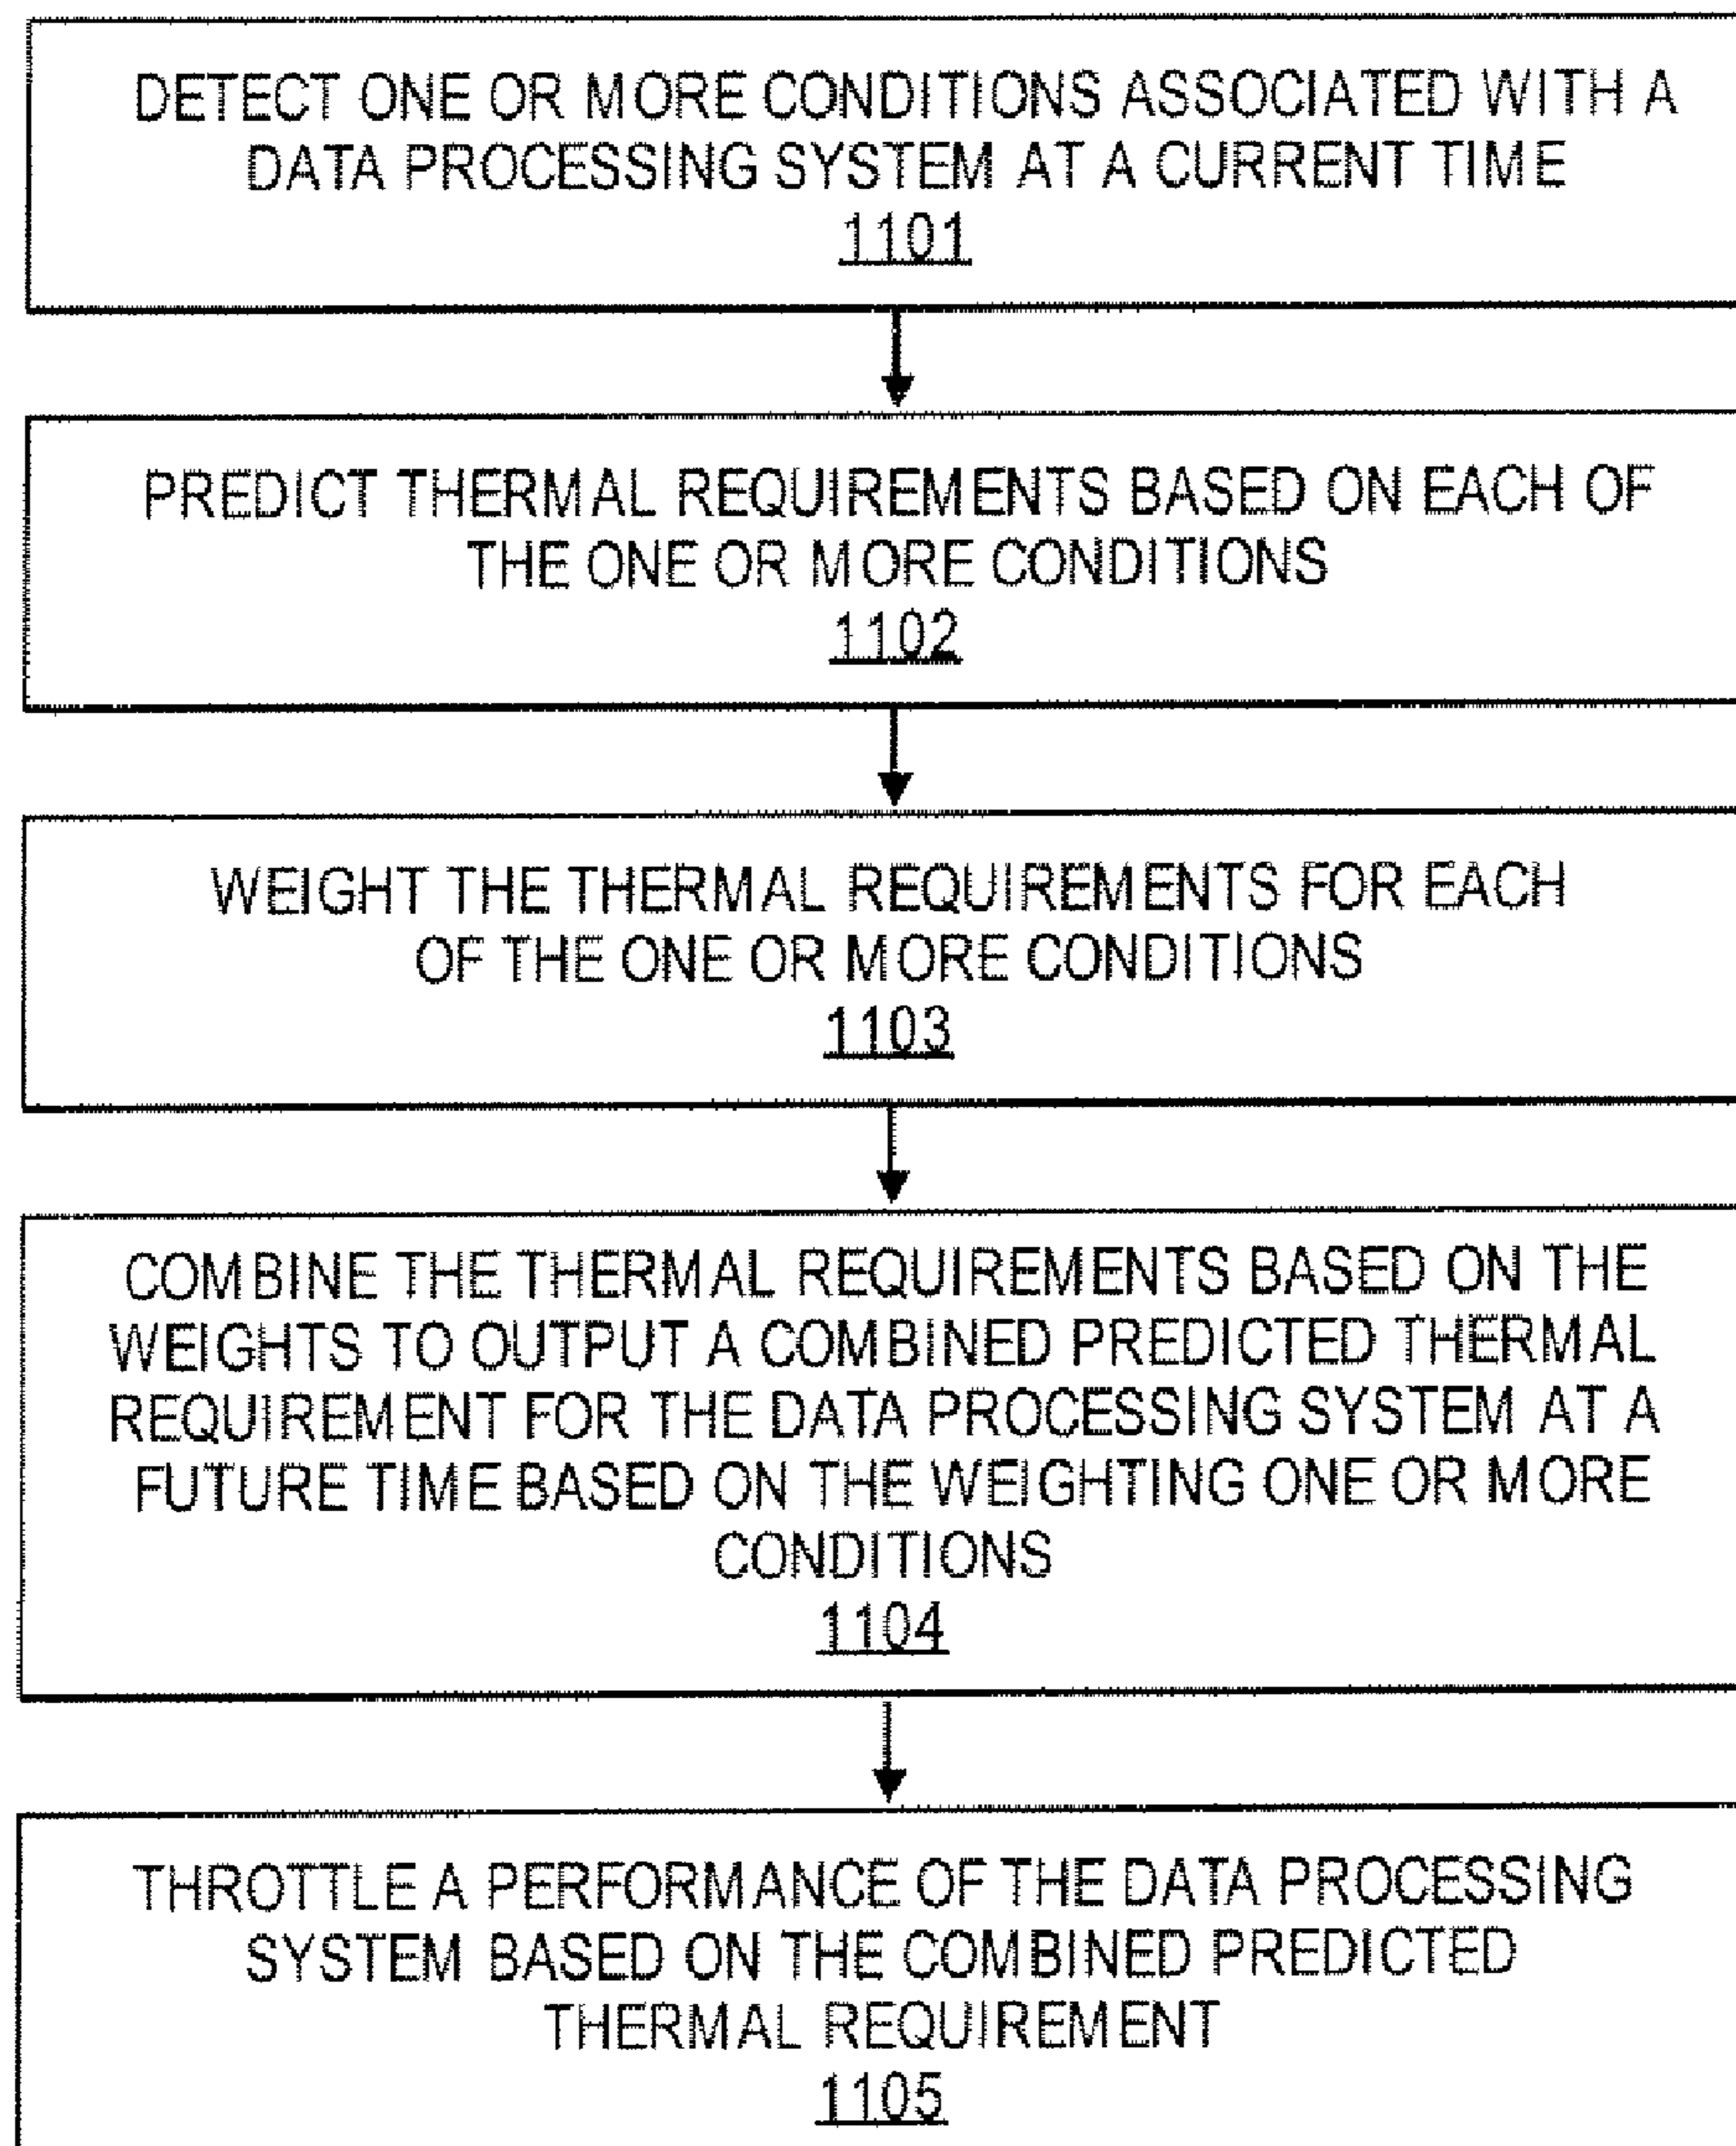 DETECT ONE OR MORE CONDITIONS ASSOCIATED WITH A
DATA PROCESSING SYSTEM AT A CURRENT TIME
1101
PREDICT THERMAL REQUIREMENTS BASED ON EACH OF
THE ONE OR MORE CONDITIONS
1102
WEIGHT THE THERMAL REQUIREMENTS FOR EACH
OF THE ONE OR MORE CONDITIONS
1103
COMBINE THE THERMAL REQUIREMENTS BASED ON THE
WEIGHTS TO OUTPUT A COMBINED PREDICTED THERMAL
REQUIREMENT FOR THE DATA PROCESSING SYSTEM AT A
FUTURE TIME BASED ON THE WEIGHTING ONE OR MORE
CONDITIONS
1104
THROTTLE A PERFORMANCE OF THE DATA PROCESSING
SYSTEM BASED ON THE COMBINED PREDICTED
THERMAL REQUIREMENT
1105